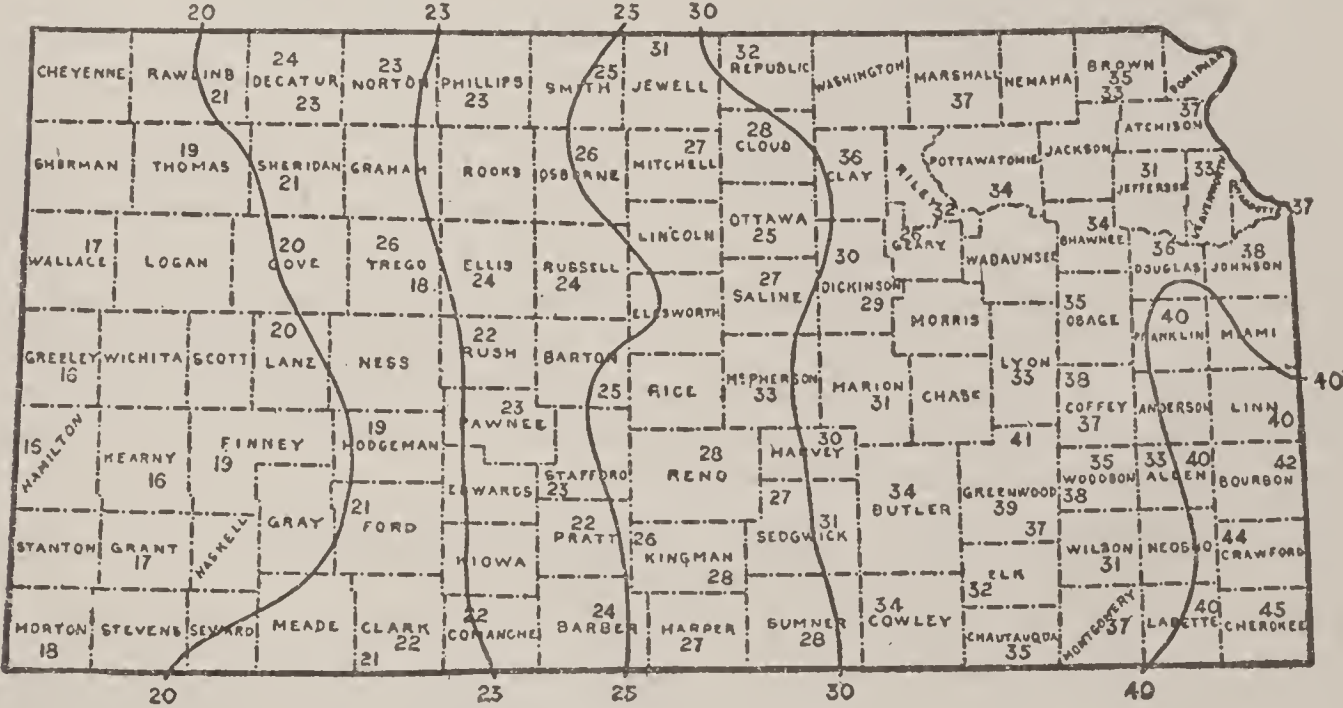 20 23 25 30
CHEYENNE RAWLINS 21 24 DECATUR 23 23 NORTON PHILLIPS 23 25 SMITH 31 JEWELL 32 REPUBLIC WASHINGTON MARSHALL 37 NEMAHA BROWN 35 33 DONIPHAN
SHERMAN 19 THOMAS SHERIDAN 21 GRAHAM ROOKS 26 OSBORNE 27 MITCHELL 28 CLOUD 36 CLAY RILEY 32 POTTAWATOMIE 34 JACKSON 37 ATCHISON 31 JEFFERSON 33 LEAVENWORTH 37
LINCOLN OTTAWA 25 26 GEARY WABAUNSEE 34 SHAWNEE 36 DOUGLAS 38 JOHNSON
17 WALLACE LOGAN 20 GOVE 26 TREGO 18 ELLIS 24 RUSSELL 24 ELLSWORTH 27 SALINE 30 DICKINSON 29 MORRIS 35 OSAGE 40 FRANKLIN MIAMI
GREELEY 16 WICHITA SCOTT 20 LANE NESS 22 RUSH BARTON 25 RICE McPHERSON 33 MARION 31 CHASE LYON 33 38 COFFEY 37 ANDERSON LINN 40 40
15 HAMILTON KEARNY 16 FINNEY 19 19 HODGEMAN 23 PAWNEE STAFFORD 23 28 RENO 30 HARVEY 34 BUTLER 41 GREENWOOD 39 37 35 WOODSON 38 33 ALLEN 40 42 BOURBON
STANTON GRANT 17 HASKELL GRAY 21 FORD EDWARDS KIOWA 22 PRATT 26 KINGMAN 28 27 SEDGWICK 31 ELK 32 WILSON 31 NEOSHO 44 CRAWFORD
MORTON 18 STEVENS SEWARD MEADE CLARK 22 21 22 COMANCHE 24 BARBER HARPER 27 SUMNER 28 34 COWLEY CHAUTAUQUA 35 MONTGOMERY 37 40 LABETTE 45 CHEROKEE
20 23 25 30 40